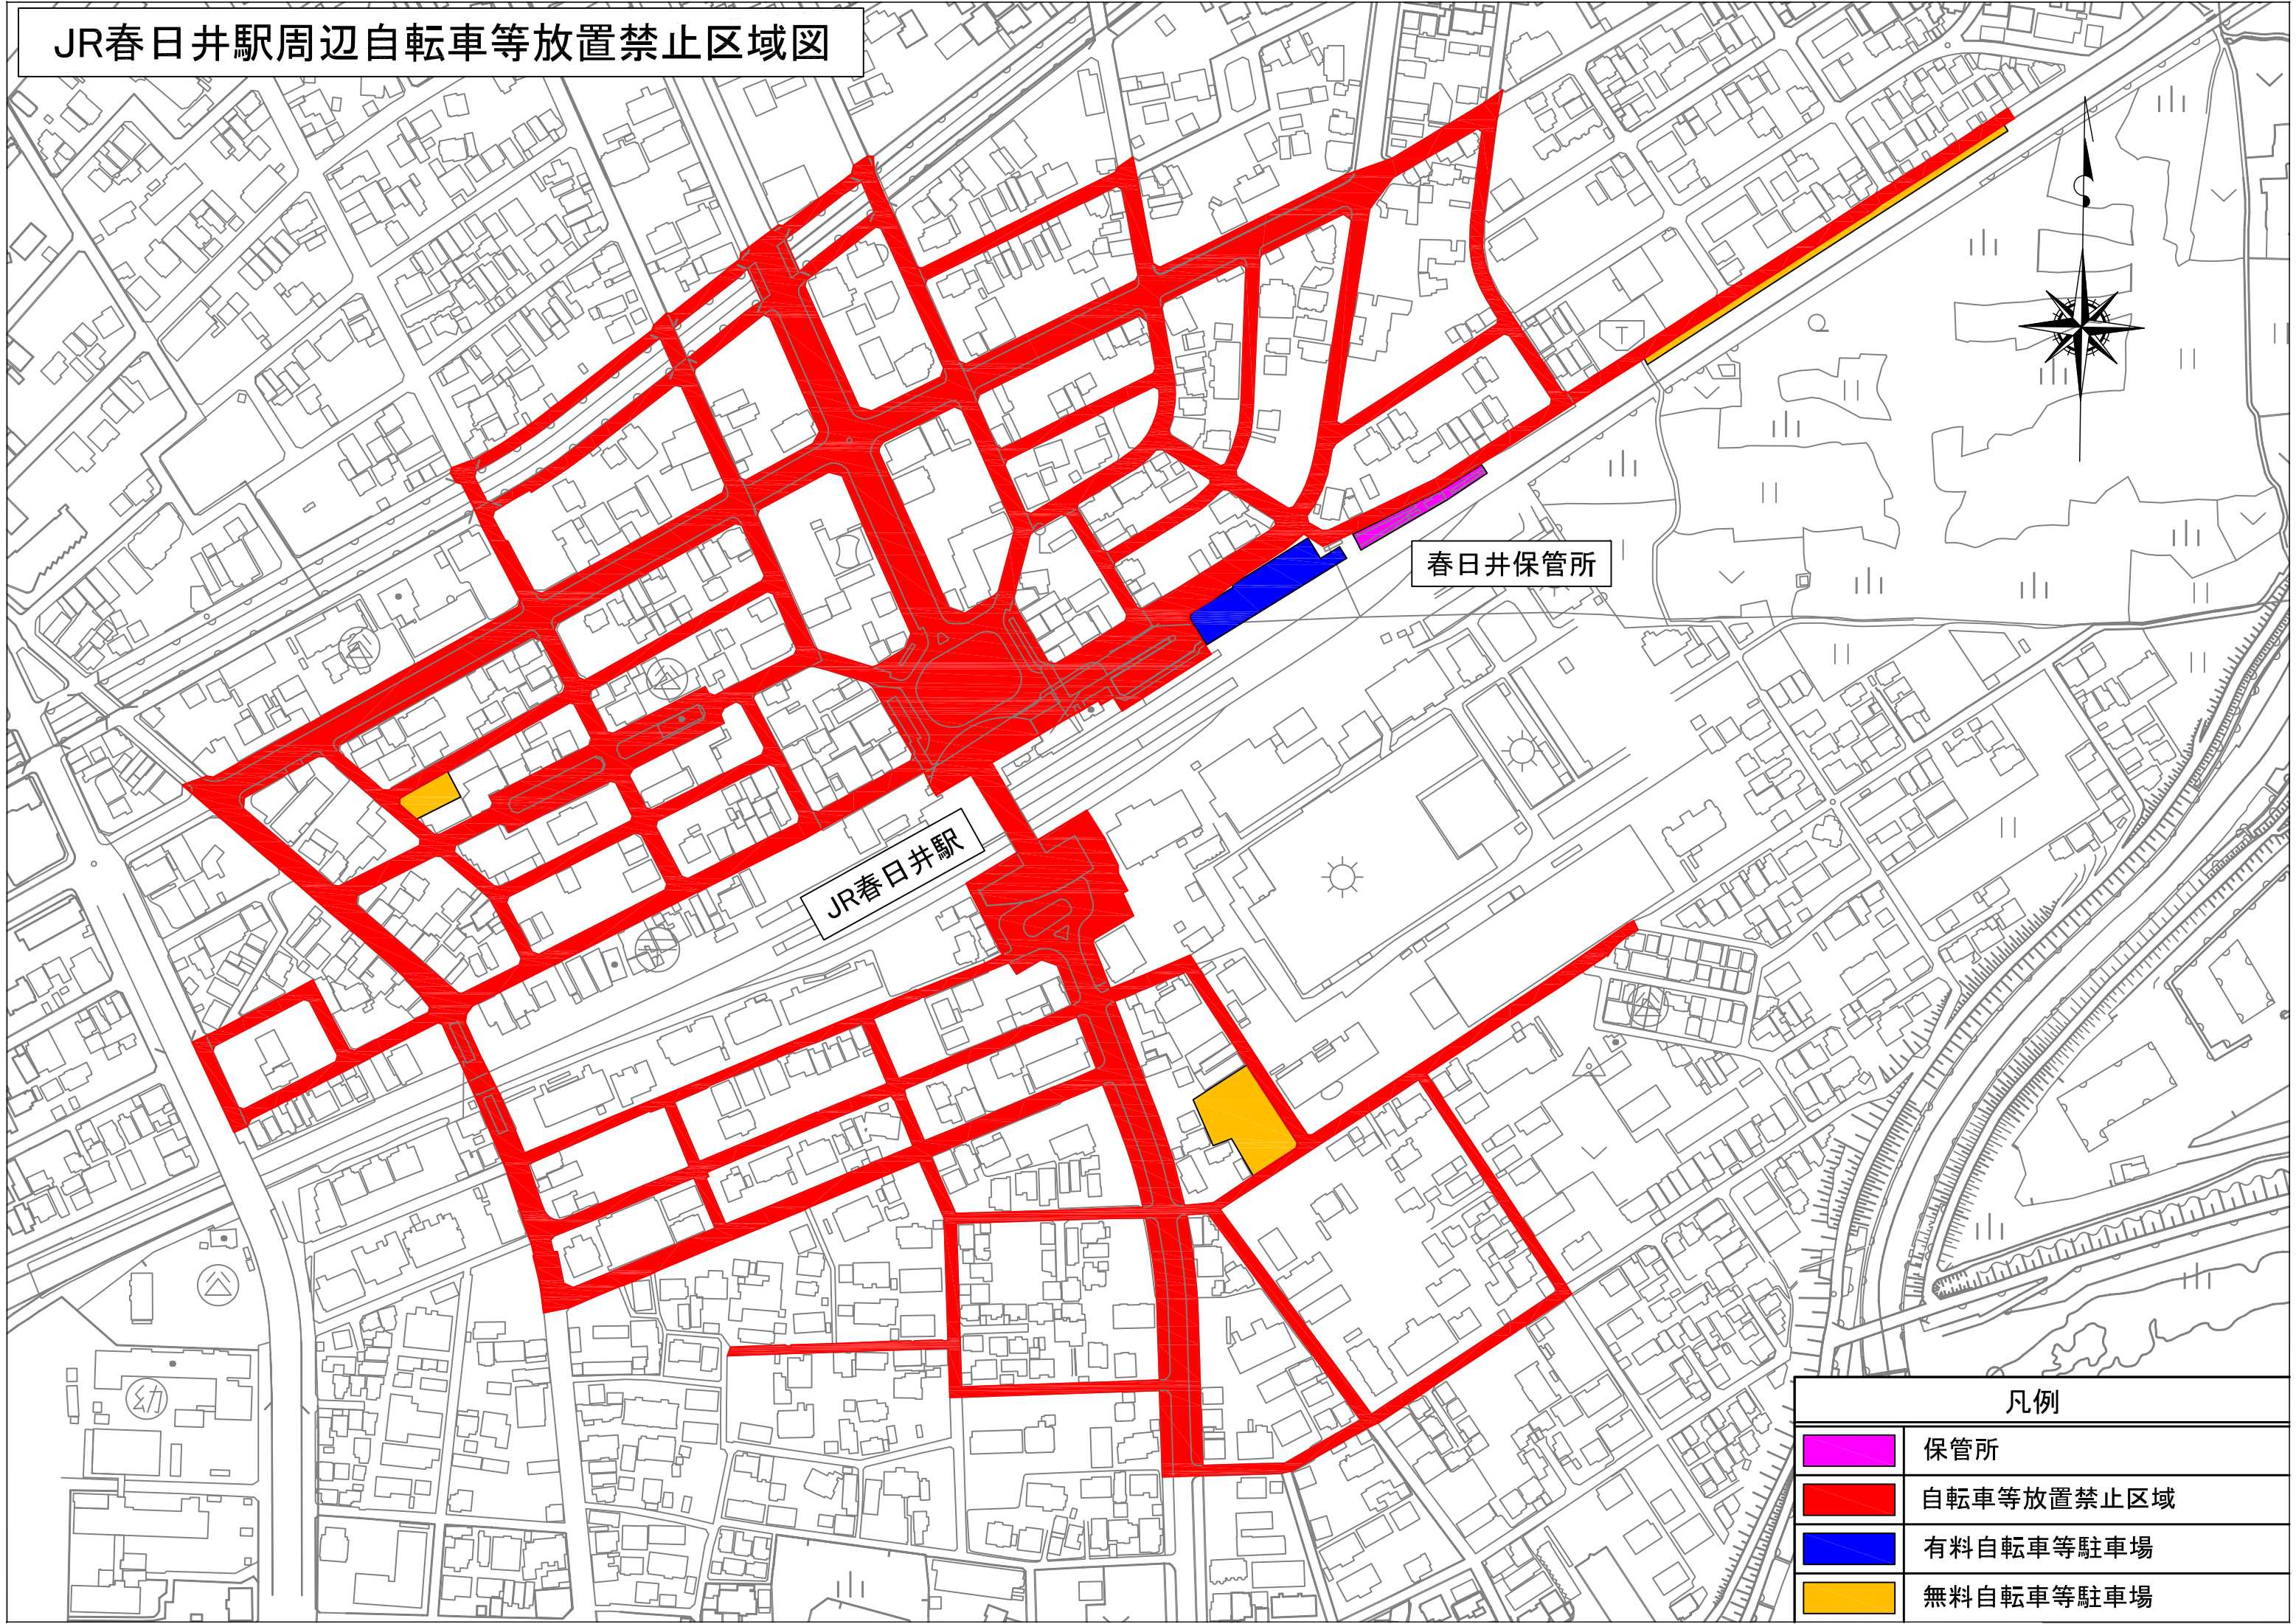 JR春日井駅周辺自転車等放置禁止区域図
春日井保管所
JR春日井駅
幼
凡例
保管所
自転車等放置禁止区域
有料自転車等駐車場
無料自転車等駐車場